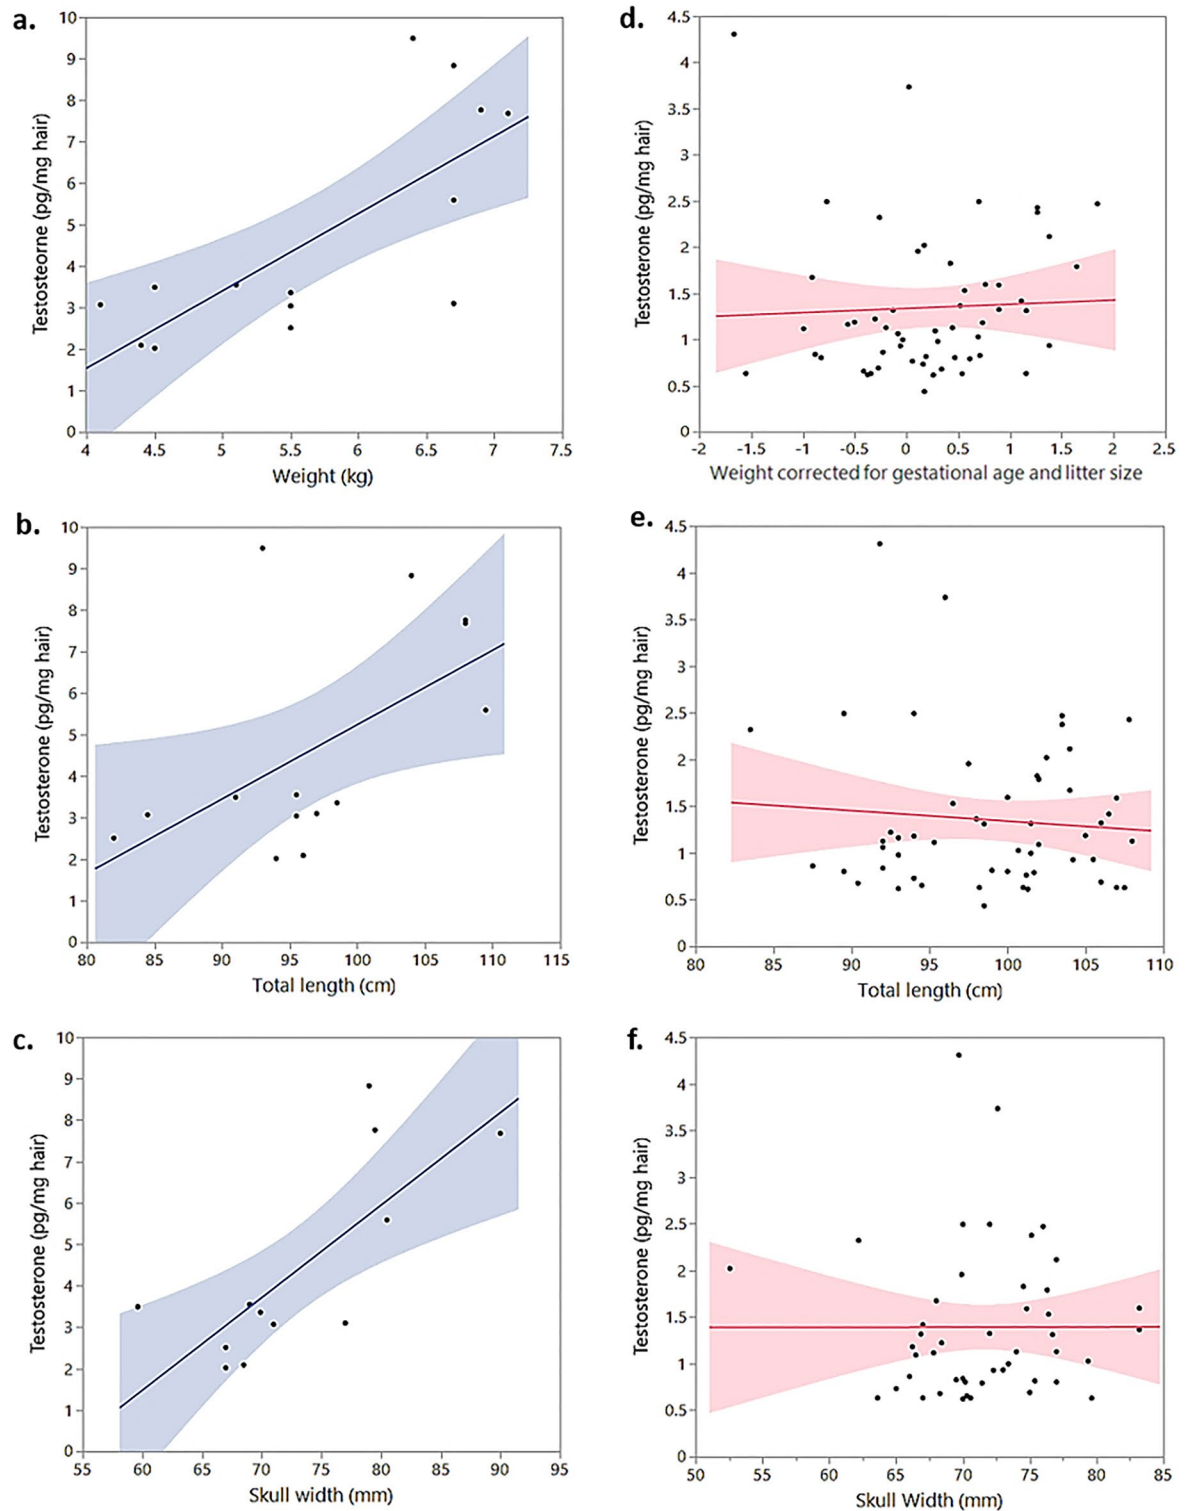 a.
10
9
8
7
6
5
4
3
2
1
0
Testosteorne (pg/mg hair)
4 4.5 5 5.5 6 6.5 7 7.5
Weight (kg)
d.
4.5
4
3.5
3
2.5
2
1.5
1
0.5
0
Testosterone (pg/mg hair)
-2 -1.5 -1 -0.5 0 0.5 1 1.5 2 2.5
Weight corrected for gestational age and litter size
b.
10
9
8
7
6
5
4
3
2
1
0
Testosterone (pg/mg hair)
80 85 90 95 100 105 110 115
Total length (cm)
e.
4.5
4
3.5
3
2.5
2
1.5
1
0.5
0
Testosterone (pg/mg hair)
80 85 90 95 100 105 110
Total length (cm)
c.
10
9
8
7
6
5
4
3
2
1
0
Testosterone (pg/mg hair)
55 60 65 70 75 80 85 90 95
Skull width (mm)
f.
4.5
4
3.5
3
2.5
2
1.5
1
0.5
0
Testosterone (pg/mg hair)
50 55 60 65 70 75 80 85
Skull Width (mm)